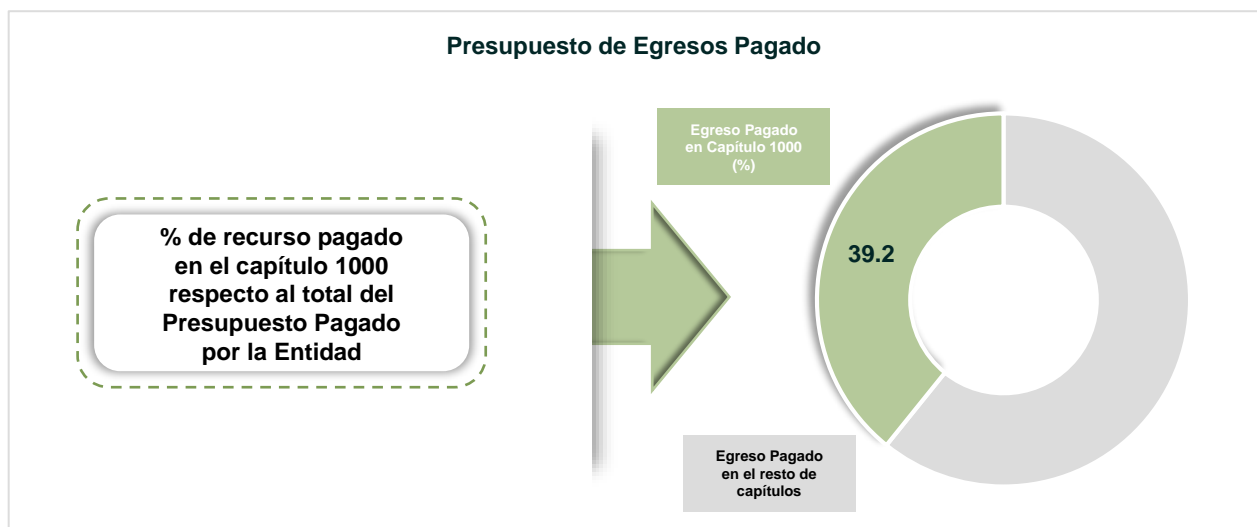 Presupuesto de Egresos Pagado
Egreso Pagado
en Capítulo 1000
(%)
% de recurso pagado
en el capítulo 1000
respecto al total del
Presupuesto Pagado
por la Entidad
39.2
Egreso Pagado
en el resto de
capítulos